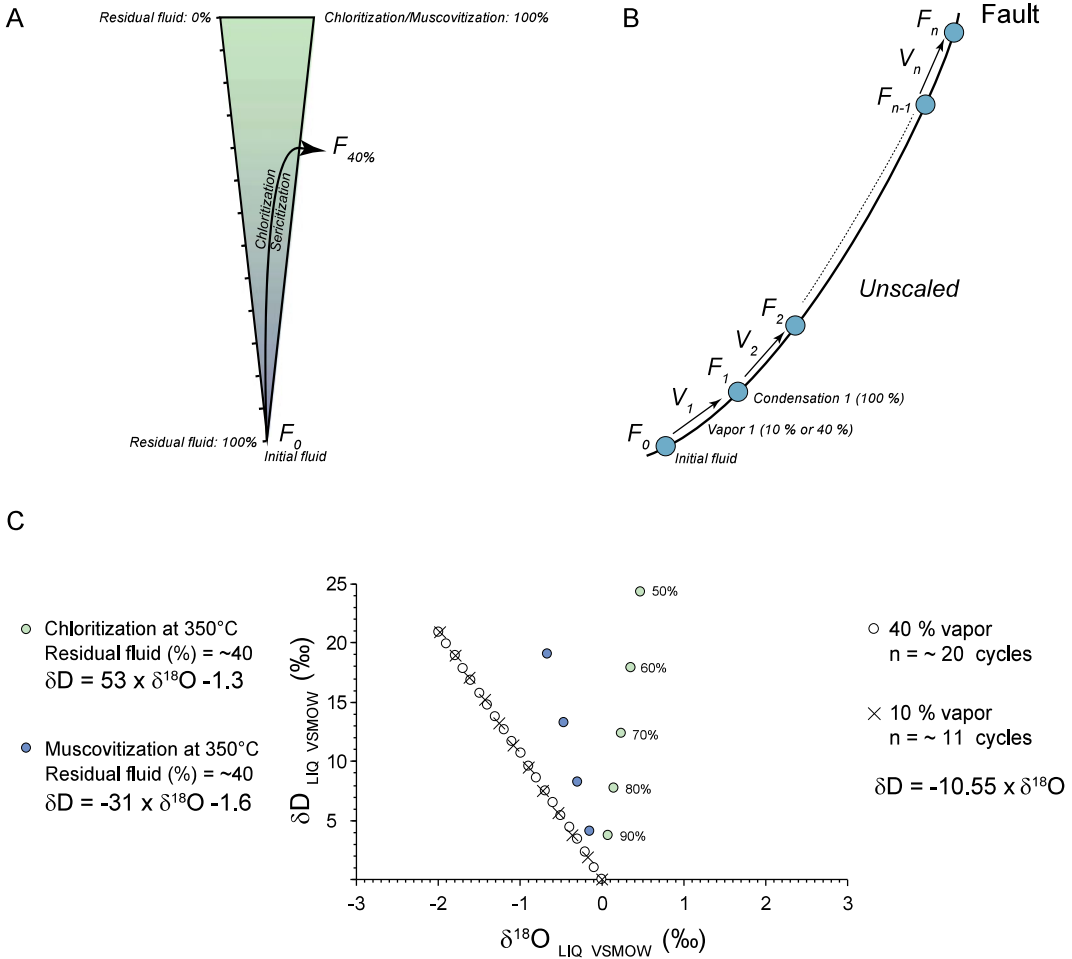 A
Residual fluid: 0%
Chloritization/Muscovitization: 100%
F40%
Chloritization
Sericitization
Residual fluid: 100%
F0
Initial fluid
B
Fault
Fn
Vn
Fn-1
Unscaled
F2
V2
F1
V1
Condensation 1 (100 %)
Vapor 1 (10 % or 40 %)
F0
Initial fluid
C
Chloritization at 350°C
Residual fluid (%) = ~40
δD = 53 x δ18O -1.3
Muscovitization at 350°C
Residual fluid (%) = ~40
δD = -31 x δ18O -1.6
δD LIQ VSMOW (‰)
25
20
15
10
5
50%
60%
70%
80%
90%
-3 -2 -1 0 1 2 3
δ18O LIQ VSMOW (‰)
40 % vapor
n = ~ 20 cycles
10 % vapor
n = ~ 11 cycles
δD = -10.55 x δ18O